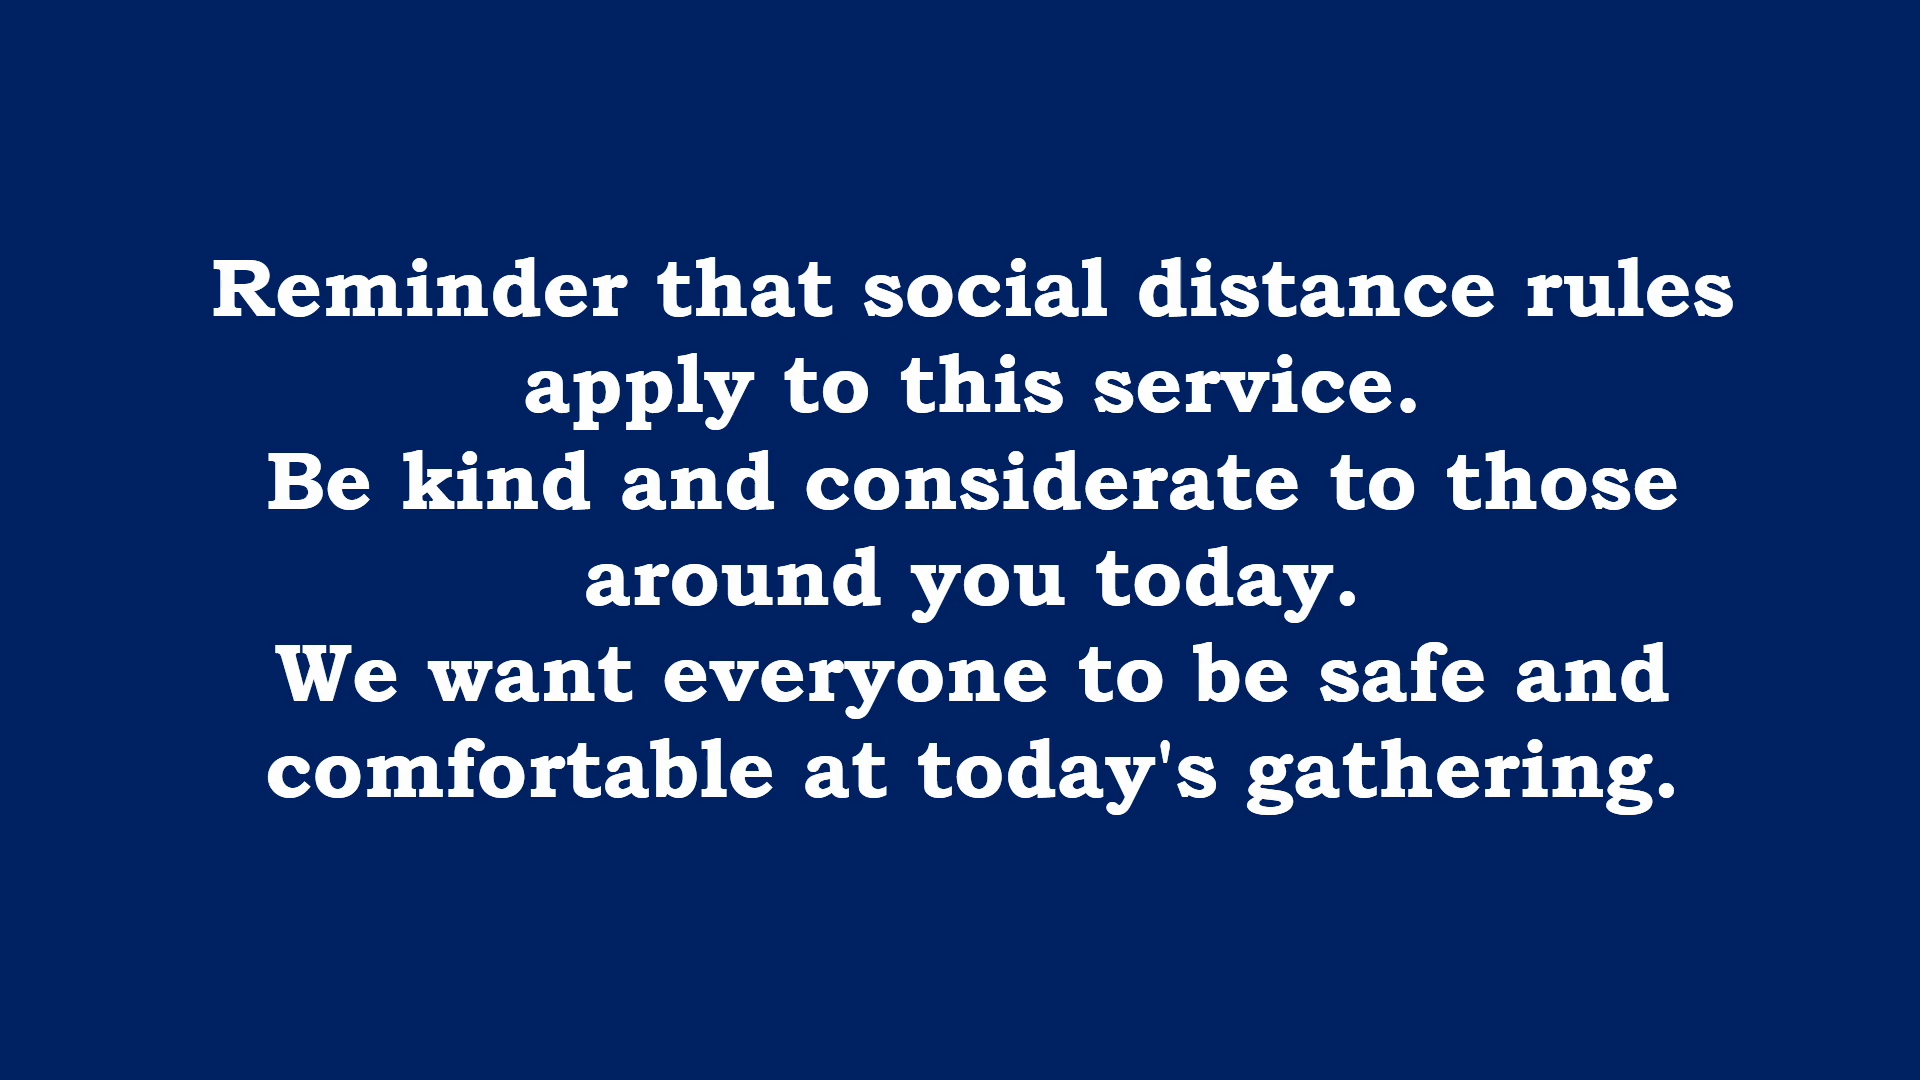 Reminder that social distance rules
apply to this service.
Be kind and considerate to those
around you today.
We want everyone to be safe and
comfortable at today's gathering.